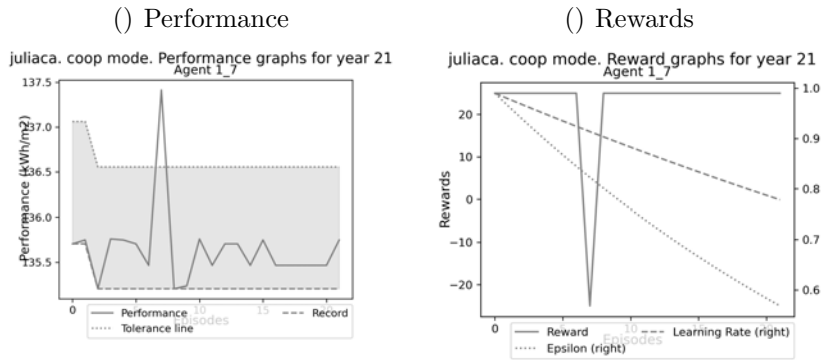 () Performance
() Rewards
juliaca. coop mode. Performance graphs for year 21
Agent 1_7
137.5
137.0
136.5
136.0
135.5
Performance (kWh/m2)
0
5
10
15
20
Episodes
Performance
Record
Tolerance line
juliaca. coop mode. Reward graphs for year 21
Agent 1_7
20
10
0
−10
−20
Rewards
1.0
0.9
0.8
0.7
0.6
0
5
10
15
20
Episodes
Reward
Learning Rate (right)
Epsilon (right)